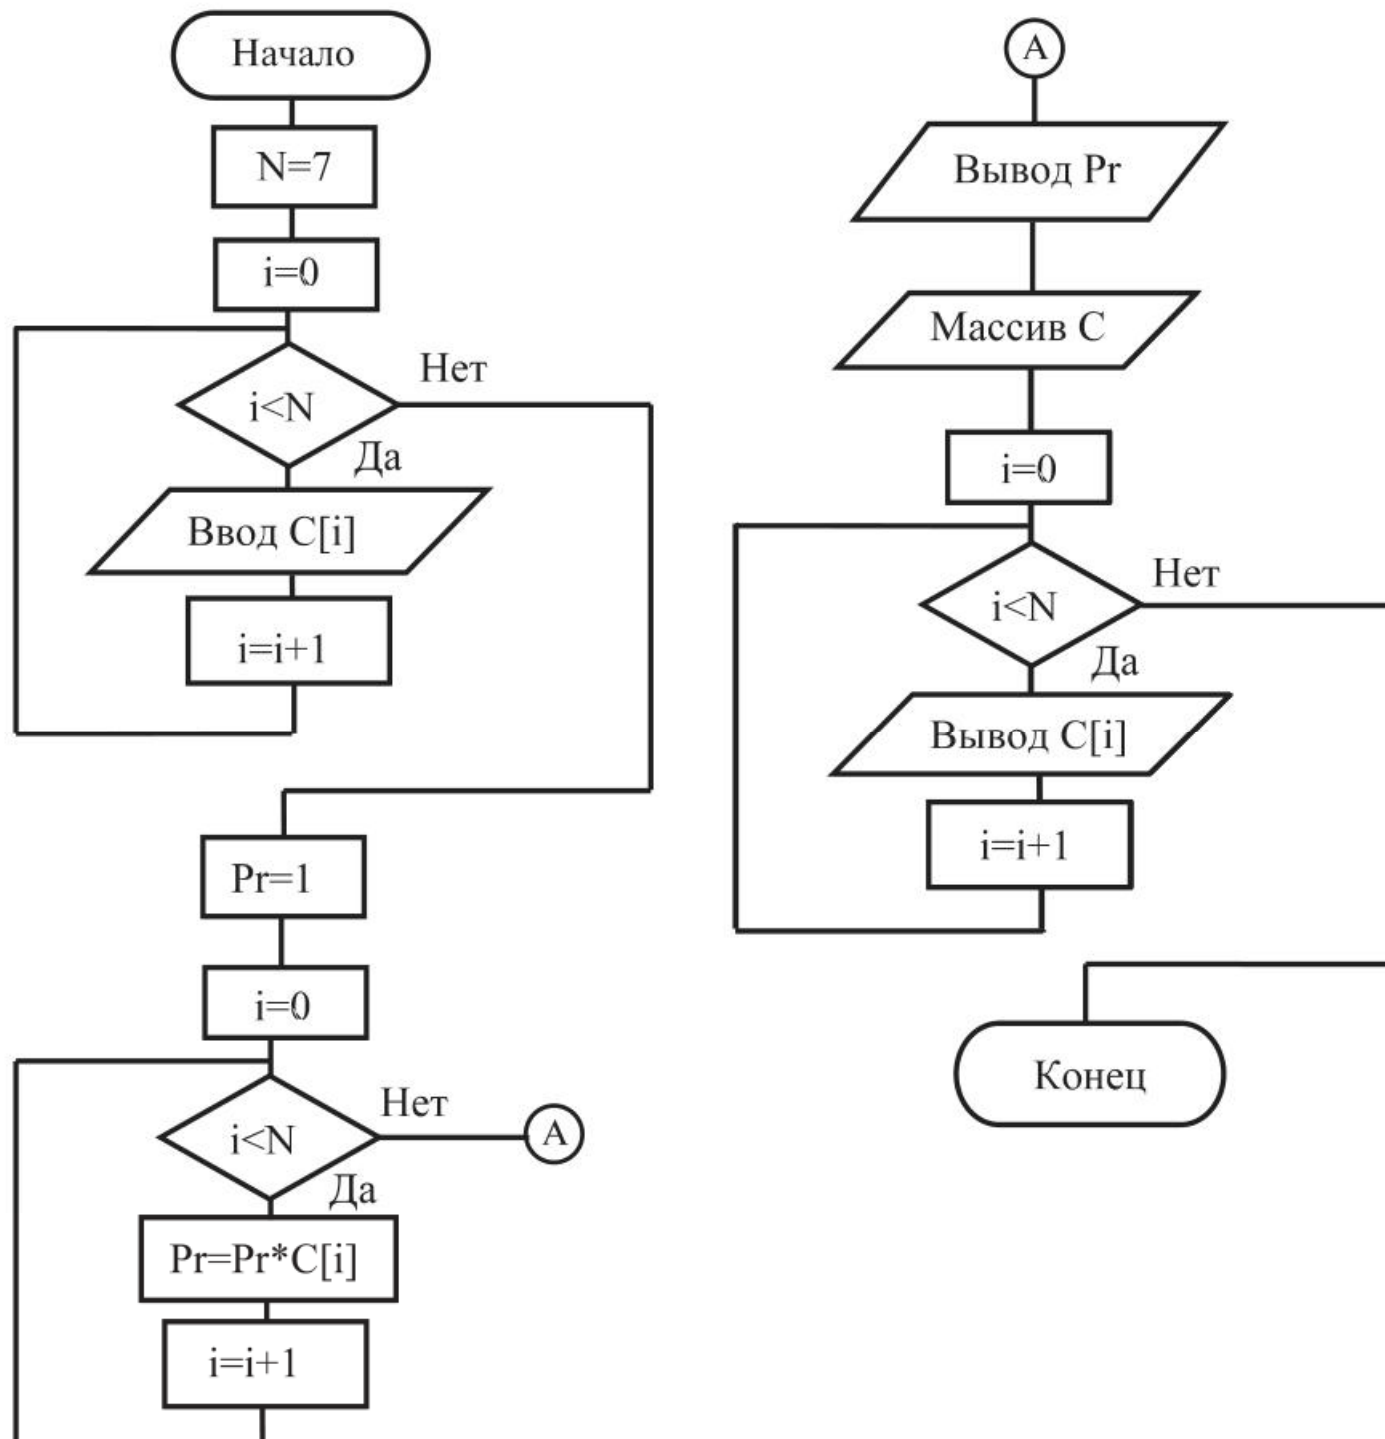 Начало
N=7
i=0
i<N
Нет
Да
Ввод C[i]
i=i+1
Pr=1
i=0
i<N
Нет
А
Да
Pr=Pr*C[i]
i=i+1
А
Вывод Pr
Массив С
i=0
i<N
Нет
Да
Вывод C[i]
i=i+1
Конец